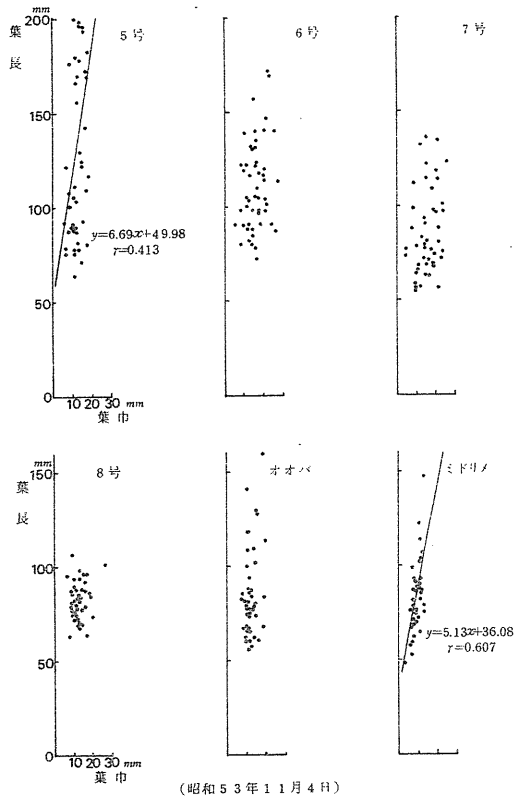 mm
200
葉長
5号
6号
7号
150
100
y=6.69x+49.98
r=0.413
50
0
10 20 30 mm
葉巾
mm
150
葉長
8号
オオバ
ミドリメ
100
y=5.13x+36.08
r=0.607
50
0
10 20 30 mm
葉巾
(昭和53年11月4日)